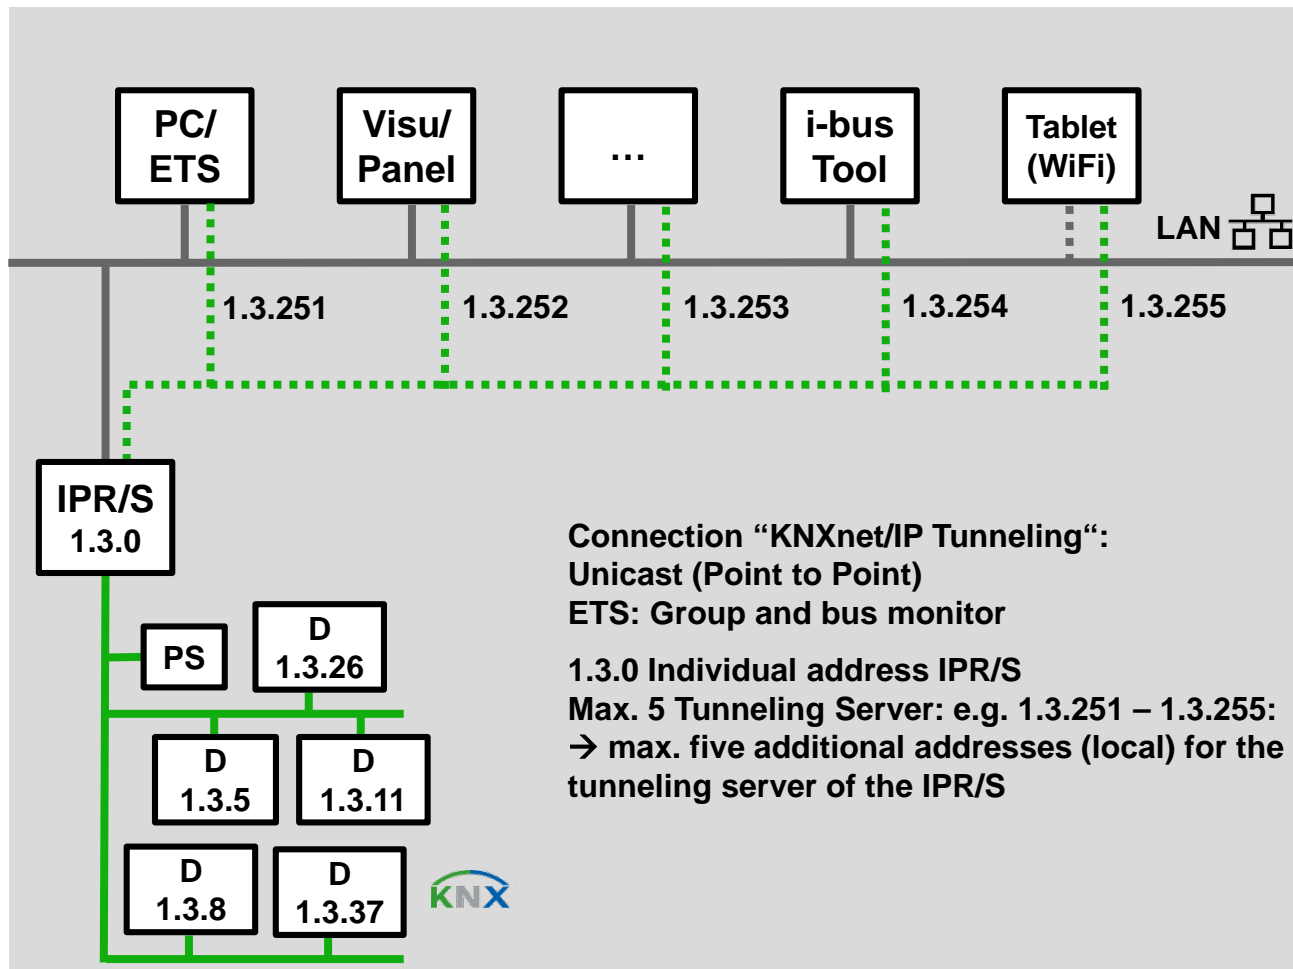 PC/
ETS
Visu/
Panel
...
i-bus
Tool
Tablet
(WiFi)
LAN
1.3.251
1.3.252
1.3.253
1.3.254
1.3.255
IPR/S
1.3.0
Connection “KNXnet/IP Tunneling“:
Unicast (Point to Point)
ETS: Group and bus monitor
1.3.0 Individual address IPR/S
Max. 5 Tunneling Server: e.g. 1.3.251 – 1.3.255:
→ max. five additional addresses (local) for the
tunneling server of the IPR/S
PS
D
1.3.26
D
1.3.5
D
1.3.11
D
1.3.8
D
1.3.37
KNX